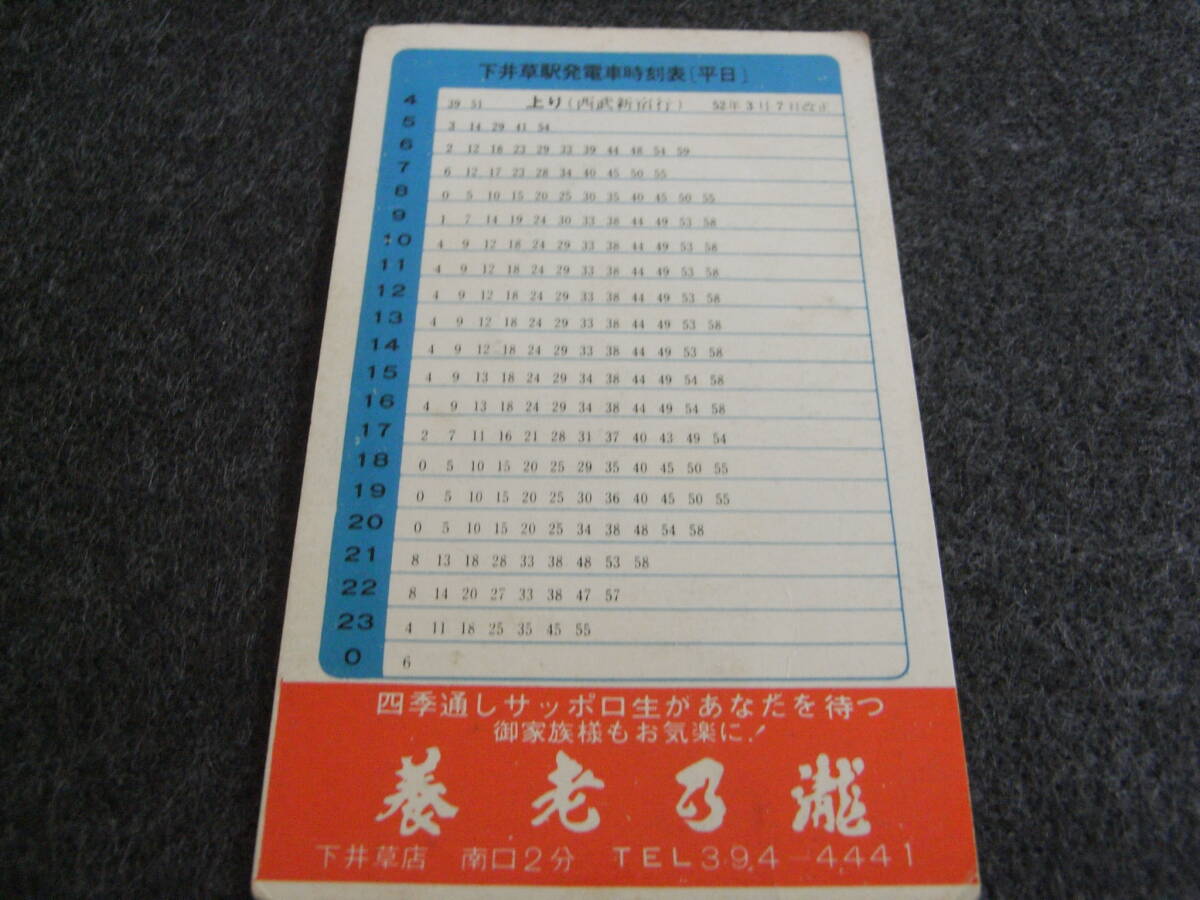 下井草駅発電車時刻表〔平日〕
4 39 51 上り(西武新宿行) 52年3月7日改正
5 3 14 29 41 54
6 2 12 18 23 29 33 39 44 48 54 59
7 6 12 17 23 28 34 40 45 50 55
8 0 5 10 15 20 25 30 35 40 45 50 55
9 1 7 14 19 24 30 33 38 44 49 53 58
10 4 9 12 18 24 29 33 38 44 49 53 58
11 4 9 12 18 24 29 33 38 44 49 53 58
12 4 9 12 18 24 29 33 38 44 49 53 58
13 4 9 12 18 24 29 33 38 44 49 53 58
14 4 9 12 18 24 29 33 38 44 49 53 58
15 4 9 13 18 24 29 34 38 44 49 54 58
16 4 9 13 18 24 29 34 38 44 49 54 58
17 2 7 11 16 21 28 31 37 40 43 49 54
18 0 5 10 15 20 25 29 35 40 45 50 55
19 0 5 10 15 20 25 30 36 40 45 50 55
20 0 5 10 15 20 25 34 38 48 54 58
21 8 13 18 28 33 38 48 53 58
22 8 14 20 27 33 38 47 57
23 4 11 18 25 35 45 55
0 6
四季通しサッポロ生があなたを待つ
御家族様もお気楽に!
養老乃瀧
下井草店 南口2分 TEL394-4441